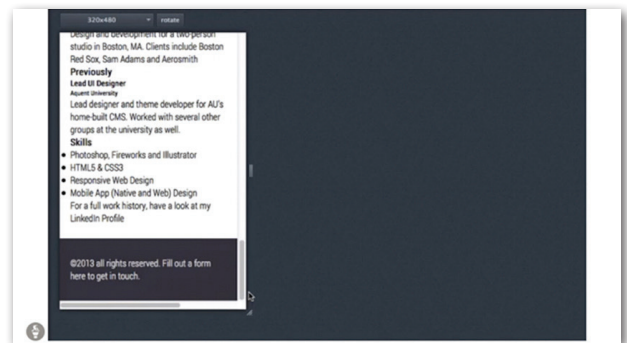 320x480 rotate
Design and development for a two-person
studio in Boston, MA. Clients include Boston
Red Sox, Sam Adams and Aerosmith
Previously
Lead UI Designer
Aquent University
Lead designer and theme developer for AU's
home-built CMS. Worked with several other
groups at the university as well.
Skills
Photoshop, Fireworks and Illustrator
HTML5 & CSS3
Responsive Web Design
Mobile App (Native and Web) Design
For a full work history, have a look at my
LinkedIn Profile
©2013 all rights reserved. Fill out a form
here to get in touch.